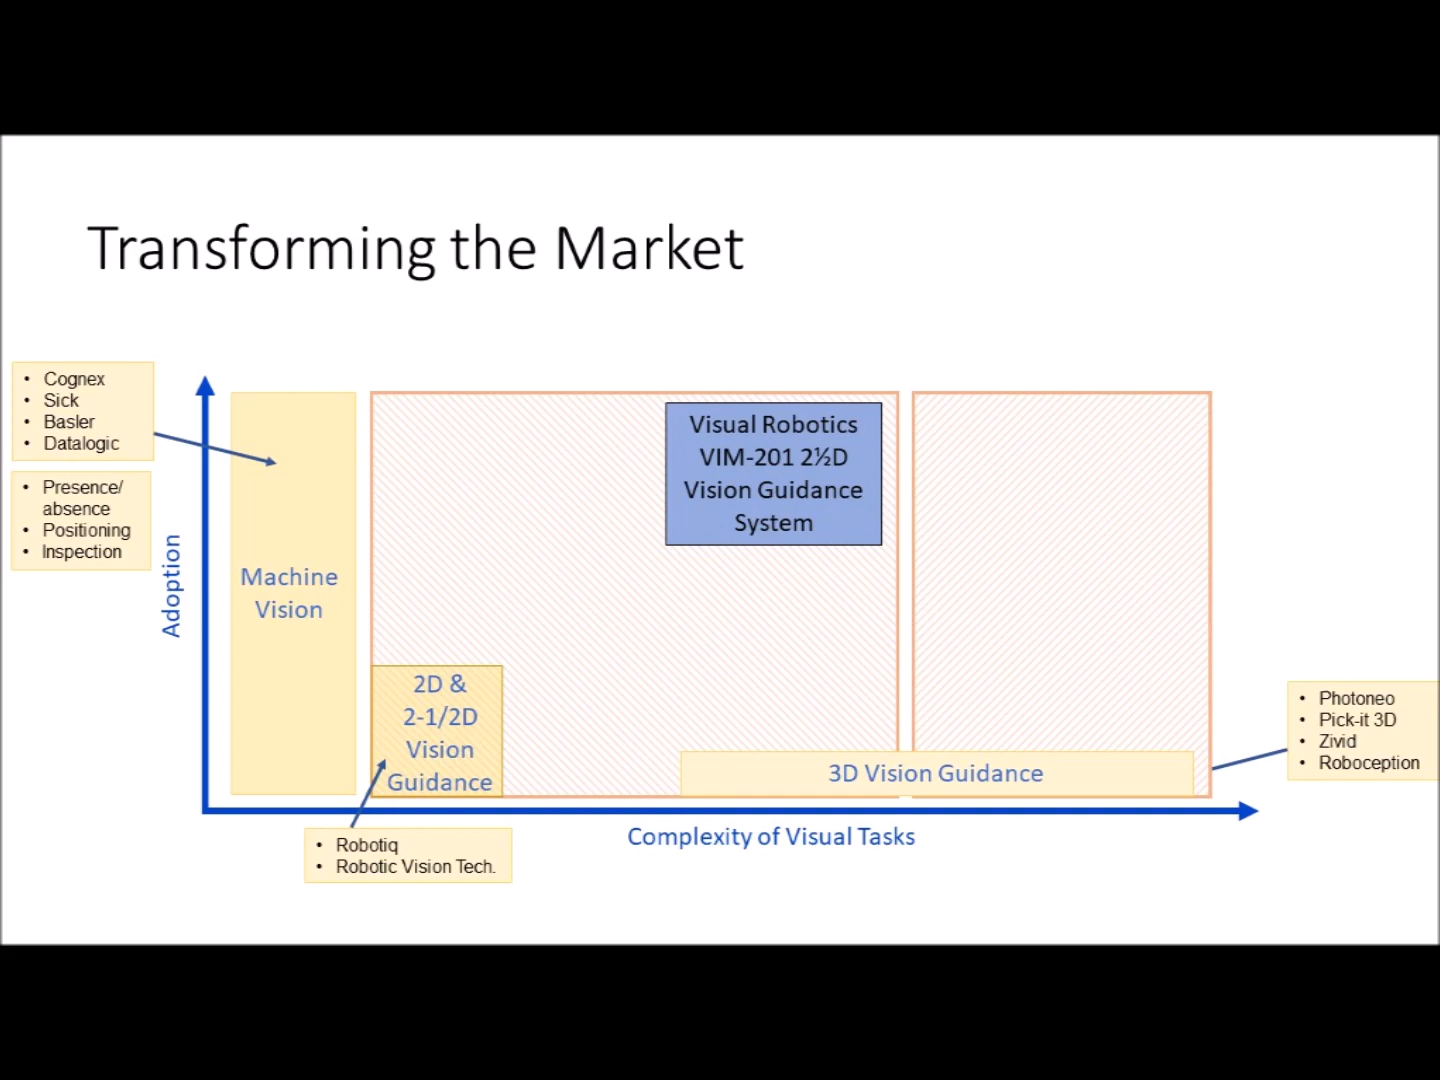 Transforming the Market
• Cognex
• Sick
• Basler
• Datalogic
• Presence/
absence
• Positioning
• Inspection
Adoption
Machine
Vision
Visual Robotics
VIM-201 2½D
Vision Guidance
System
2D &
2-1/2D
Vision
Guidance
3D Vision Guidance
• Photoneo
• Pick-it 3D
• Zivid
• Roboception
Complexity of Visual Tasks
• Robotiq
• Robotic Vision Tech.